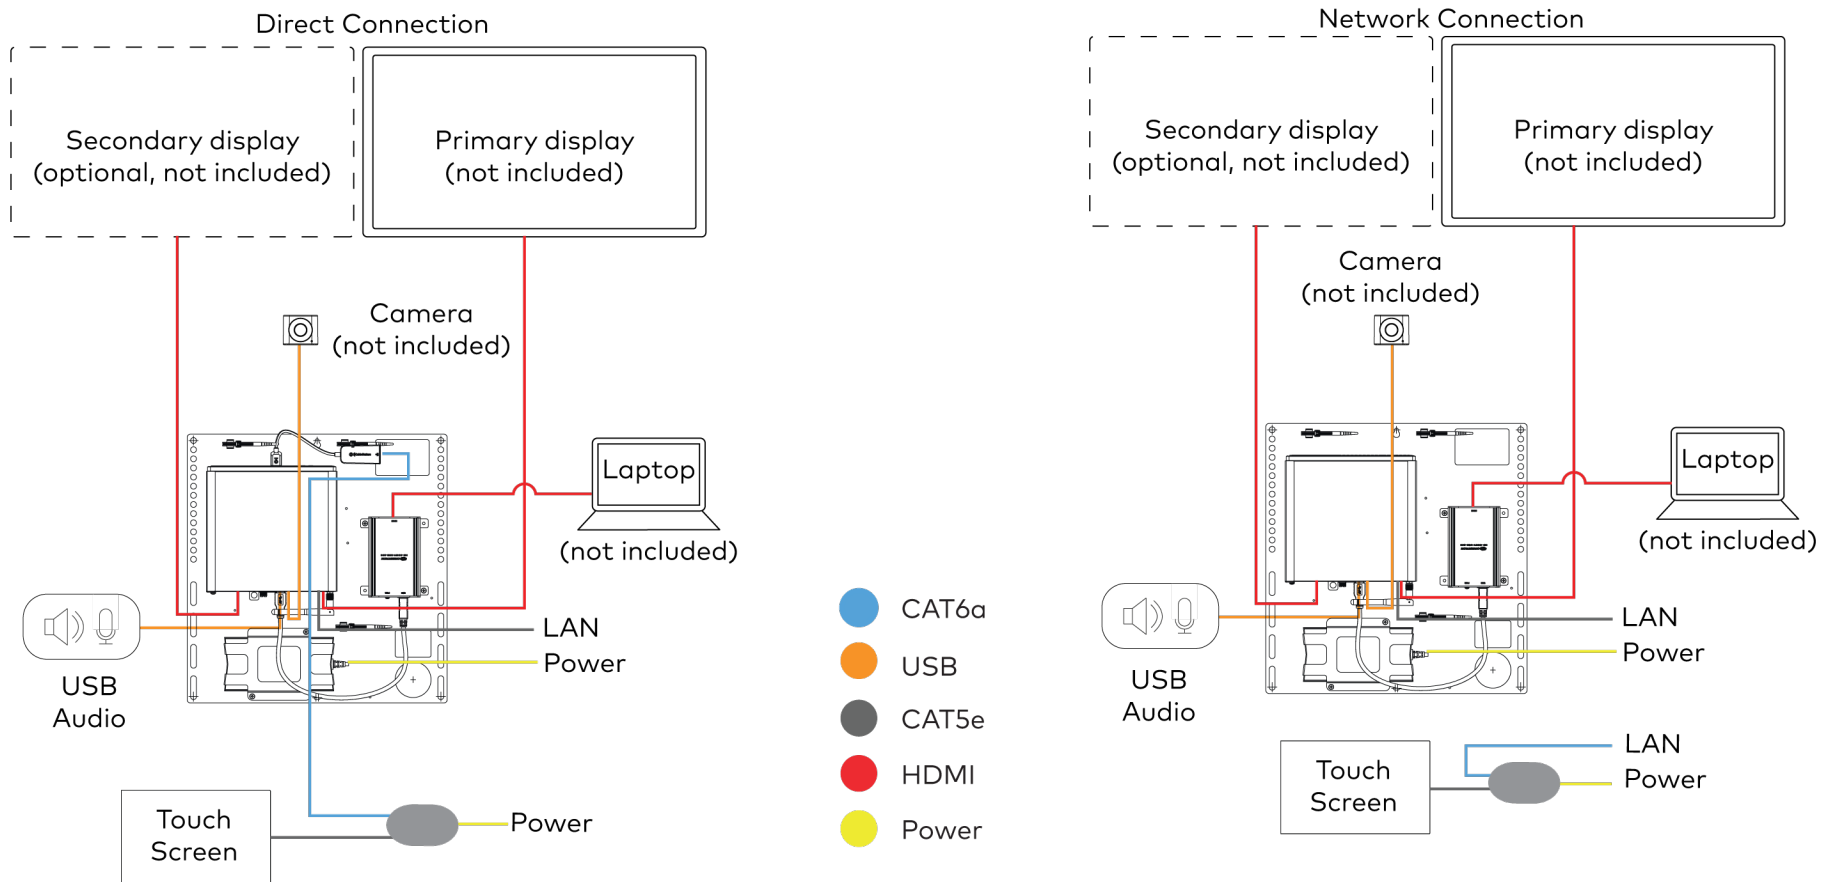 Direct Connection
Secondary display
(optional, not included)
Primary display
(not included)
Camera
(not included)
Laptop
(not included)
USB
Audio
LAN
Power
Touch
Screen
Power
CAT6a
USB
CAT5e
HDMI
Power
Network Connection
Secondary display
(optional, not included)
Primary display
(not included)
Camera
(not included)
Laptop
(not included)
USB
Audio
LAN
Power
Touch
Screen
LAN
Power